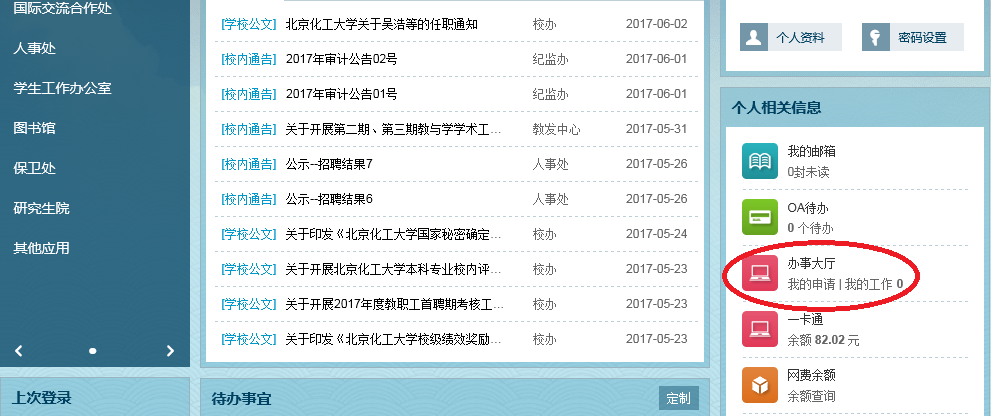 国际交流合作处
人事处
学生工作办公室
图书馆
保卫处
研究生院
其他应用
上次登录
[学校公文] 北京化工大学关于吴洁等的任职通知 校办 2017-06-02
[校内通告] 2017年审计公告02号 纪监办 2017-06-01
[校内通告] 2017年审计公告01号 纪监办 2017-06-01
[校内通告] 关于开展第二期、第三期教与学学术工... 教发中心 2017-05-31
[校内通告] 公示--招聘结果7 人事处 2017-05-26
[校内通告] 公示--招聘结果6 人事处 2017-05-26
[学校公文] 关于印发《北京化工大学国家秘密确定... 校办 2017-05-24
[学校公文] 关于开展北京化工大学本科专业校内评... 校办 2017-05-23
[学校公文] 关于开展2017年度教职工首聘期考核工... 校办 2017-05-23
[学校公文] 关于印发《北京化工大学校级绩效奖励... 校办 2017-05-23
待办事宜 定制
个人资料 密码设置
个人相关信息
我的邮箱
0封未读
OA待办
0 个待办
办事大厅
我的申请 | 我的工作 0
一卡通
余额 82.02 元
网费余额
余额查询